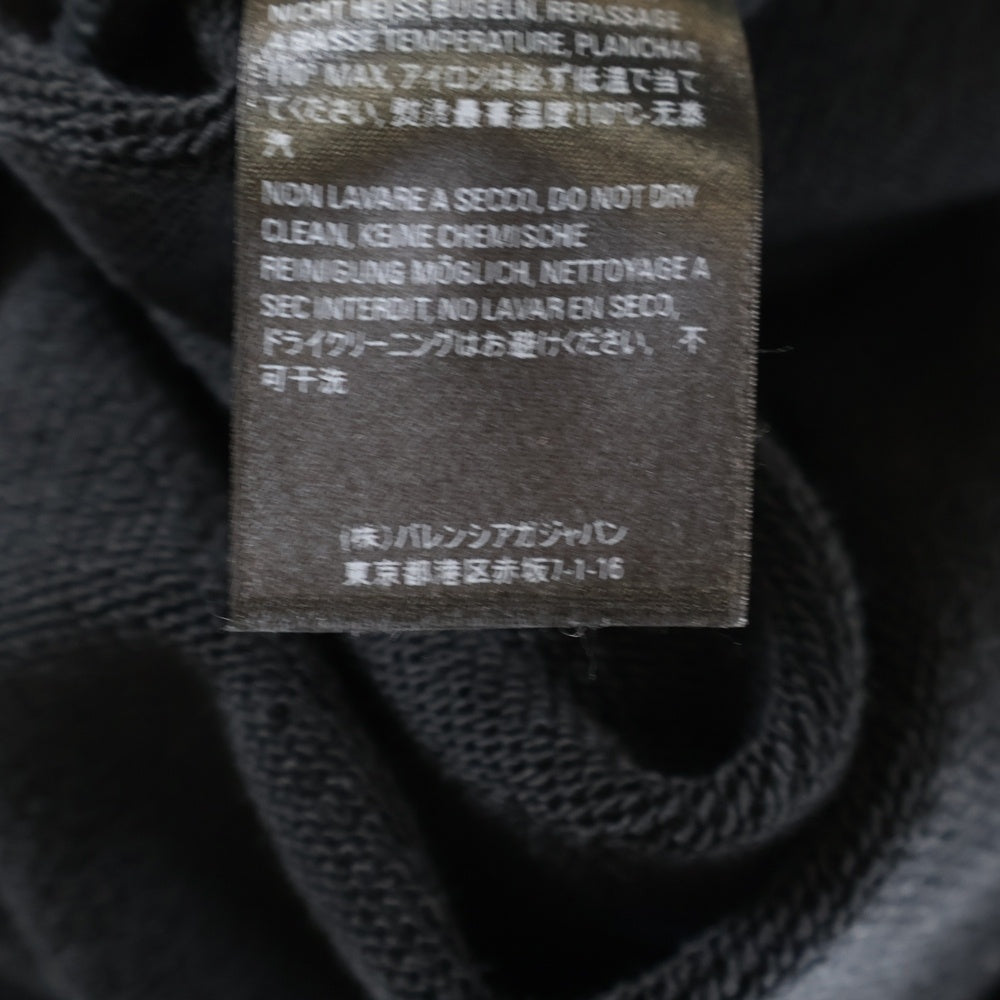 NICHT HEISS BÜGELN, REPASSAGE
A BASSE TEMPERATURE, PLANCHAR
110° MAX, アイロンは必ず低温で当て
てください, 熨烫最高温度110℃-无蒸
汽
NON LAVARE A SECCO, DO NOT DRY
CLEAN, KEINE CHEMISCHE
REINIGUNG MÖGLICH, NETTOYAGE A
SEC INTERDIT, NO LAVAR EN SECO,
ドライクリーニングはお避けください。 不
可干洗
(株)バレンシアガジャパン
東京都港区赤坂7-1-16